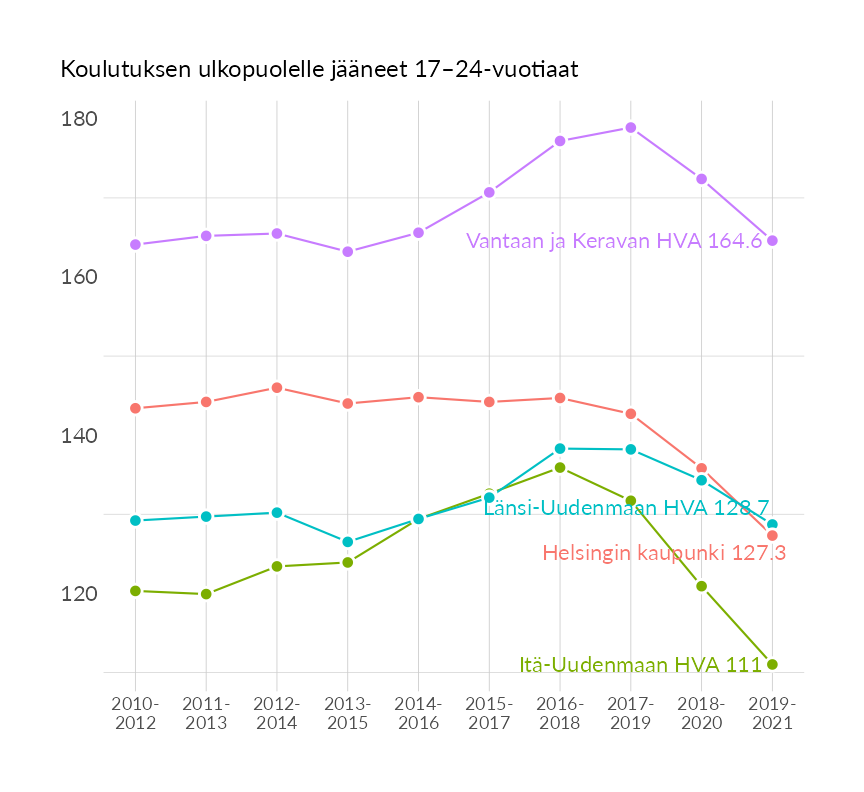 Koulutuksen ulkopuolelle jääneet 17–24-vuotiaat
180
Vantaan ja Keravan HVA 164.6
160
140
Länsi-Uudenmaan HVA 128.7
Helsingin kaupunki 127.3
120
Itä-Uudenmaan HVA 111
2010- 2011- 2012- 2013- 2014- 2015- 2016- 2017- 2018- 2019-
2012 2013 2014 2015 2016 2017 2018 2019 2020 2021